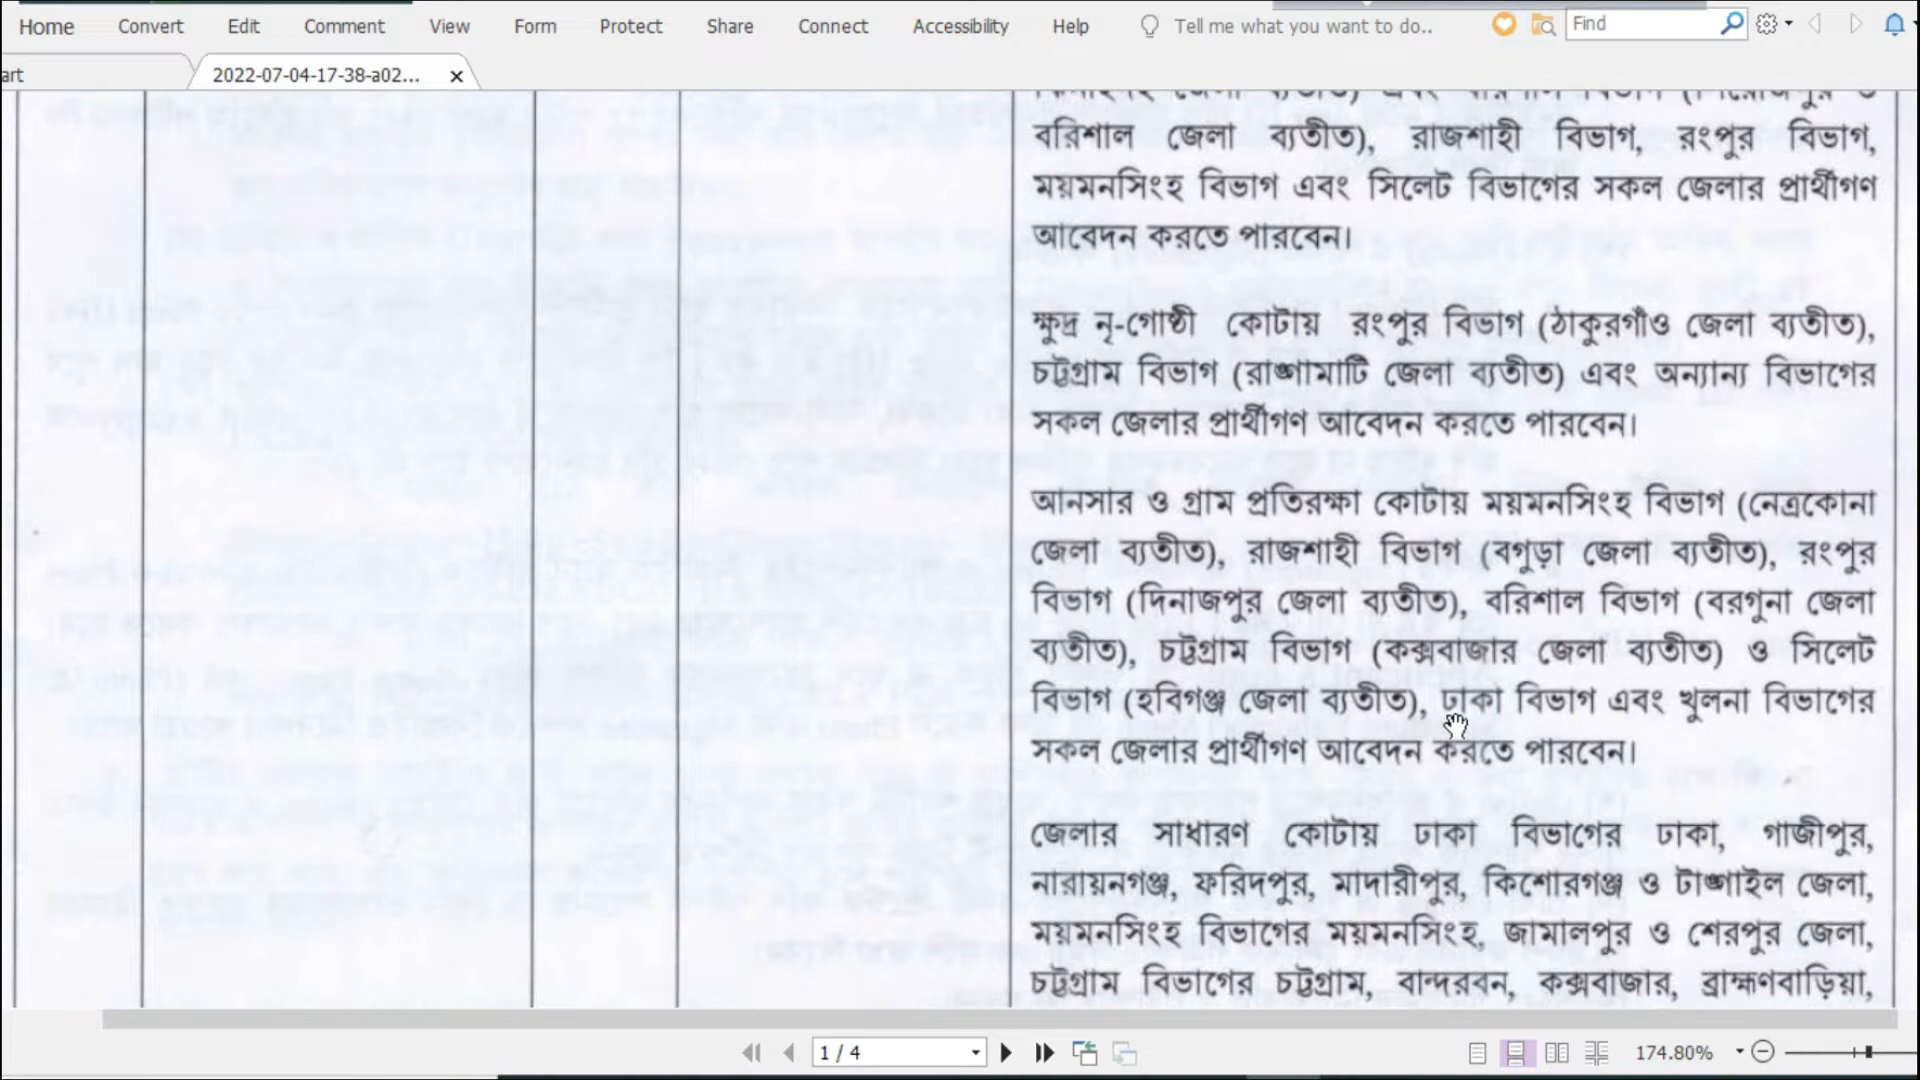 Home Convert Edit Comment View Form Protect Share Connect Accessibility Help Tell me what you want to do.. Find
art 2022-07-04-17-38-a02...
বরিশাল জেলা ব্যতীত), রাজশাহী বিভাগ, রংপুর বিভাগ,
ময়মনসিংহ বিভাগ এবং সিলেট বিভাগের সকল জেলার প্রার্থীগণ
আবেদন করতে পারবেন।
ক্ষুদ্র নৃ-গোষ্ঠী কোটায় রংপুর বিভাগ (ঠাকুরগাঁও জেলা ব্যতীত),
চট্টগ্রাম বিভাগ (রাঙ্গামাটি জেলা ব্যতীত) এবং অন্যান্য বিভাগের
সকল জেলার প্রার্থীগণ আবেদন করতে পারবেন।
আনসার ও গ্রাম প্রতিরক্ষা কোটায় ময়মনসিংহ বিভাগ (নেত্রকোনা
জেলা ব্যতীত), রাজশাহী বিভাগ (বগুড়া জেলা ব্যতীত), রংপুর
বিভাগ (দিনাজপুর জেলা ব্যতীত), বরিশাল বিভাগ (বরগুনা জেলা
ব্যতীত), চট্টগ্রাম বিভাগ (কক্সবাজার জেলা ব্যতীত) ও সিলেট
বিভাগ (হবিগঞ্জ জেলা ব্যতীত), ঢাকা বিভাগ এবং খুলনা বিভাগের
সকল জেলার প্রার্থীগণ আবেদন করতে পারবেন।
জেলার সাধারণ কোটায় ঢাকা বিভাগের ঢাকা, গাজীপুর,
নারায়নগঞ্জ, ফরিদপুর, মাদারীপুর, কিশোরগঞ্জ ও টাঙ্গাইল জেলা,
ময়মনসিংহ বিভাগের ময়মনসিংহ, জামালপুর ও শেরপুর জেলা,
চট্টগ্রাম বিভাগের চট্টগ্রাম, বান্দরবন, কক্সবাজার, ব্রাহ্মণবাড়িয়া,
1 / 4 174.80%